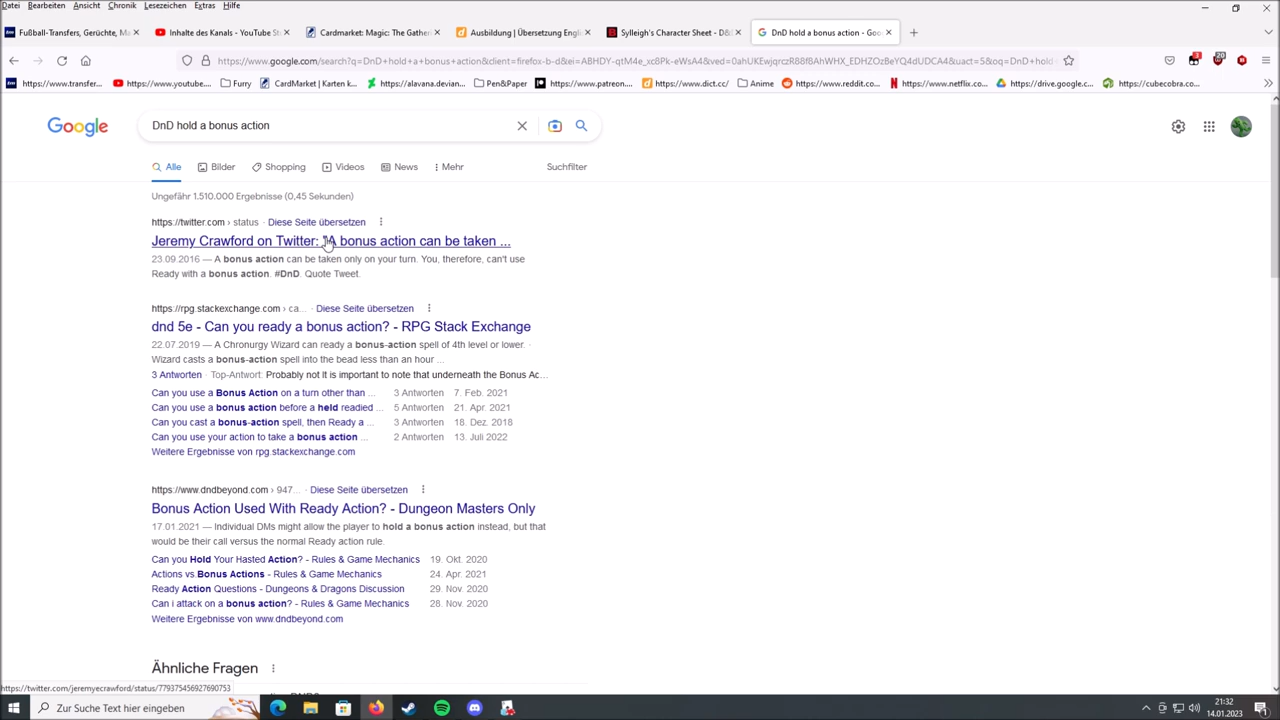 Datei Bearbeiten Ansicht Chronik Lesezeichen Extras Hilfe
Fußball-Transfers, Gerüchte, Ma
Inhalte des Kanals - YouTube St
Cardmarket: Magic: The Gatheri
Ausbildung | Übersetzung Engl
Sylleigh's Character Sheet - D&D
DnD hold a bonus action - Goo
https://www.google.com/search?q=DnD+hold+a+bonus+action&client=firefox-b-d&ei=
https://www.transfer...
https://www.youtube....
Furry
CardMarket | Karten k...
https://alavana.devian...
Pen&Paper
https://www.patreon....
https://www.dict.cc/
Anime
https://www.reddit.co...
https://www.netflix.co...
https://drive.google.c...
https://cubecobra.co...
3
20
Google
DnD hold a bonus action
Alle Bilder Shopping Videos News Mehr Suchfilter
Ungefähr 1.510.000 Ergebnisse (0,45 Sekunden)
https://twitter.com › status · Diese Seite übersetzen
Jeremy Crawford on Twitter: "A bonus action can be taken ...
23.09.2016 — A bonus action can be taken only on your turn. You, therefore, can't use
Ready with a bonus action. #DnD. Quote Tweet.
https://rpg.stackexchange.com › ca... · Diese Seite übersetzen
dnd 5e - Can you ready a bonus action? - RPG Stack Exchange
22.07.2019 — A Chronurgy Wizard can ready a bonus-action spell of 4th level or lower. ·
Wizard casts a bonus-action spell into the bead less than an hour ...
3 Antworten · Top-Antwort: Probably not It is important to note that underneath the Bonus Ac...
Can you use a Bonus Action on a turn other than ... 3 Antworten 7. Feb. 2021
Can you use a bonus action before a held readied ... 5 Antworten 21. Apr. 2021
Can you cast a bonus-action spell, then Ready a ... 3 Antworten 18. Dez. 2018
Can you use your action to take a bonus action ... 2 Antworten 13. Juli 2022
Weitere Ergebnisse von rpg.stackexchange.com
https://www.dndbeyond.com › 947... · Diese Seite übersetzen
Bonus Action Used With Ready Action? - Dungeon Masters Only
17.01.2021 — Individual DMs might allow the player to hold a bonus action instead, but that
would be their call versus the normal Ready action rule.
Can you Hold Your Hasted Action? - Rules & Game Mechanics 19. Okt. 2020
Actions vs Bonus Actions - Rules & Game Mechanics 24. Apr. 2021
Ready Action Questions - Dungeons & Dragons Discussion 29. Nov. 2020
Can i attack on a bonus action? - Rules & Game Mechanics 28. Nov. 2020
Weitere Ergebnisse von www.dndbeyond.com
Ähnliche Fragen
https://twitter.com/jeremyecrawford/status/779375456927690753
Zur Suche Text hier eingeben
21:32
14.01.2023
1